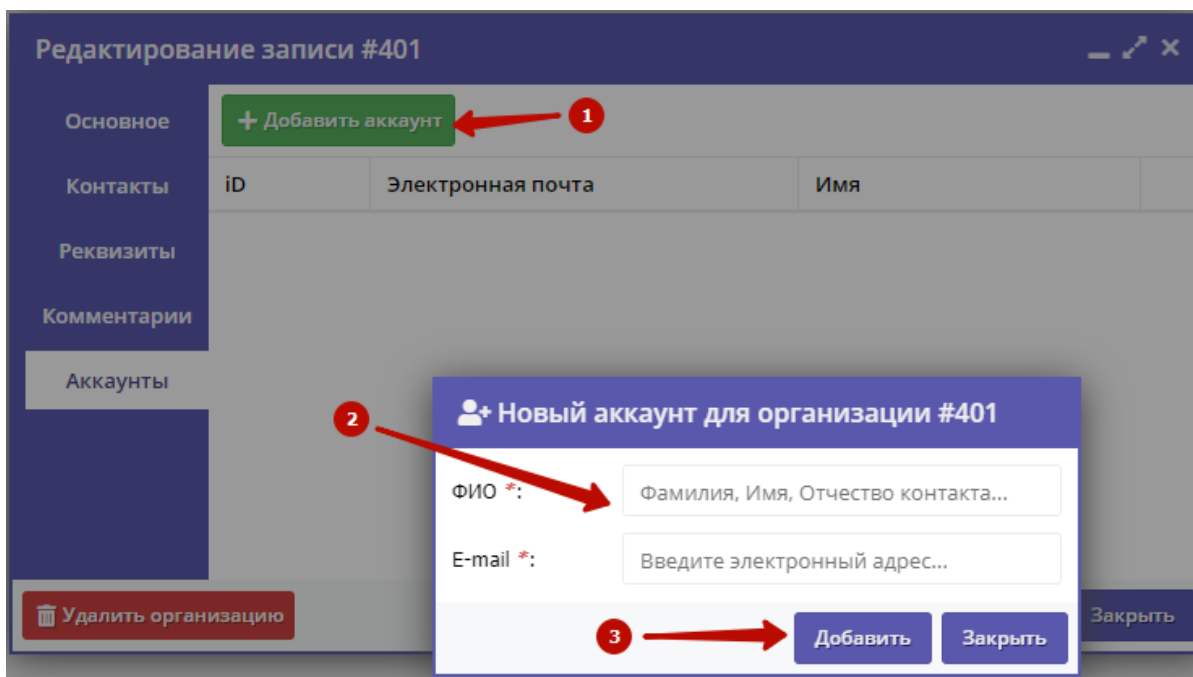 Редактирование записи #401
Основное
+ Добавить аккаунт
1
Контакты
iD
Электронная почта
Имя
Реквизиты
Комментарии
Аккаунты
2
Новый аккаунт для организации #401
ФИО *:
Фамилия, Имя, Отчество контакта...
E-mail *:
Введите электронный адрес...
Удалить организацию
3
Добавить
Закрыть
Закрыть